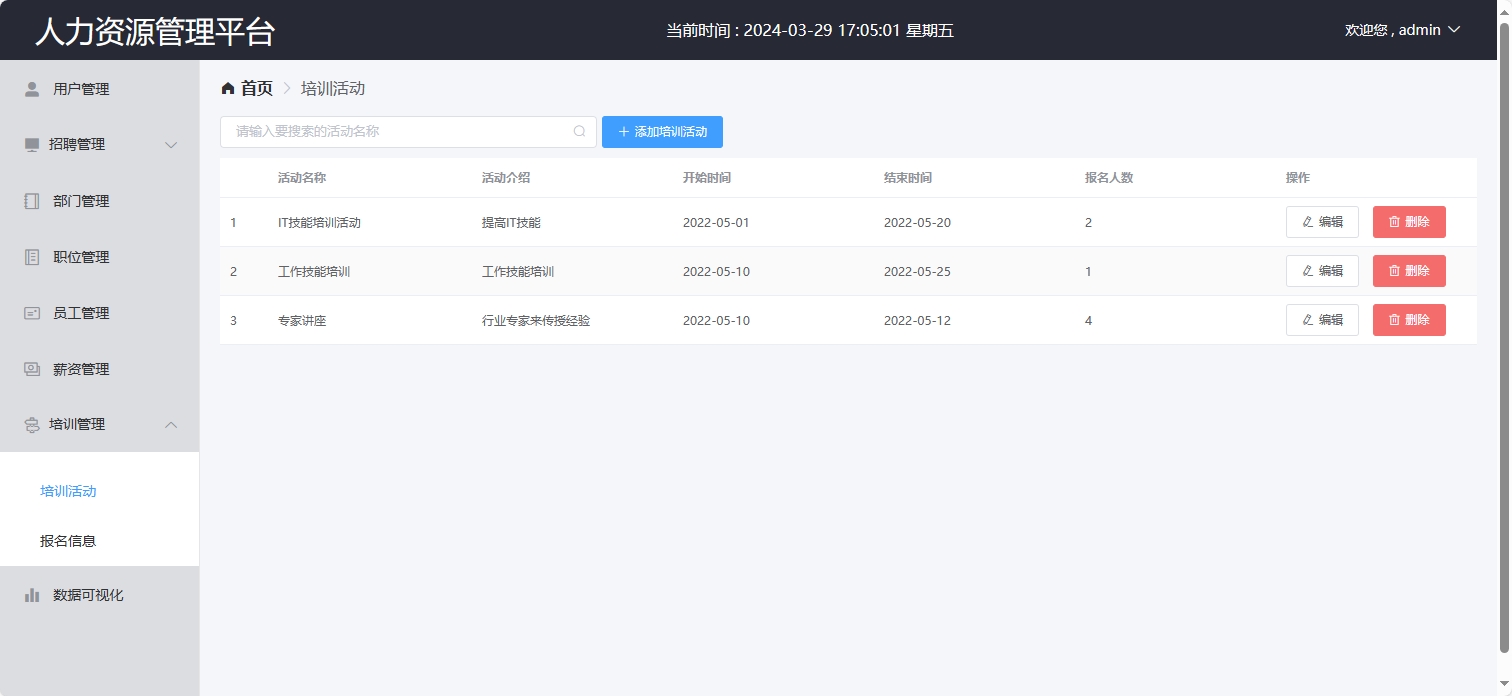 人力资源管理平台
当前时间 : 2024-03-29 17:05:01 星期五
欢迎您 , admin
用户管理
招聘管理
部门管理
职位管理
员工管理
薪资管理
培训管理
培训活动
报名信息
数据可视化
首页 培训活动
请输入要搜索的活动名称 添加培训活动
活动名称 活动介绍 开始时间 结束时间 报名人数 操作
1 IT技能培训活动 提高IT技能 2022-05-01 2022-05-20 2 编辑 删除
2 工作技能培训 工作技能培训 2022-05-10 2022-05-25 1 编辑 删除
3 专家讲座 行业专家来传授经验 2022-05-10 2022-05-12 4 编辑 删除